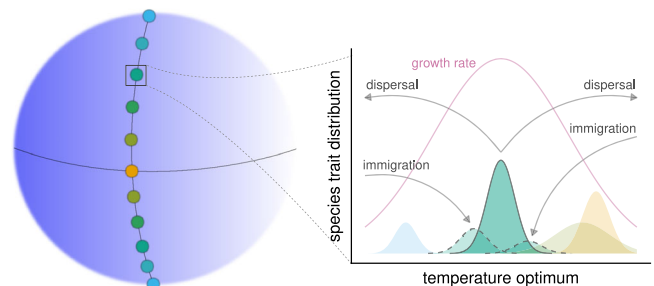 growth rate
dispersal
dispersal
immigration
immigration
species trait distribution
temperature optimum